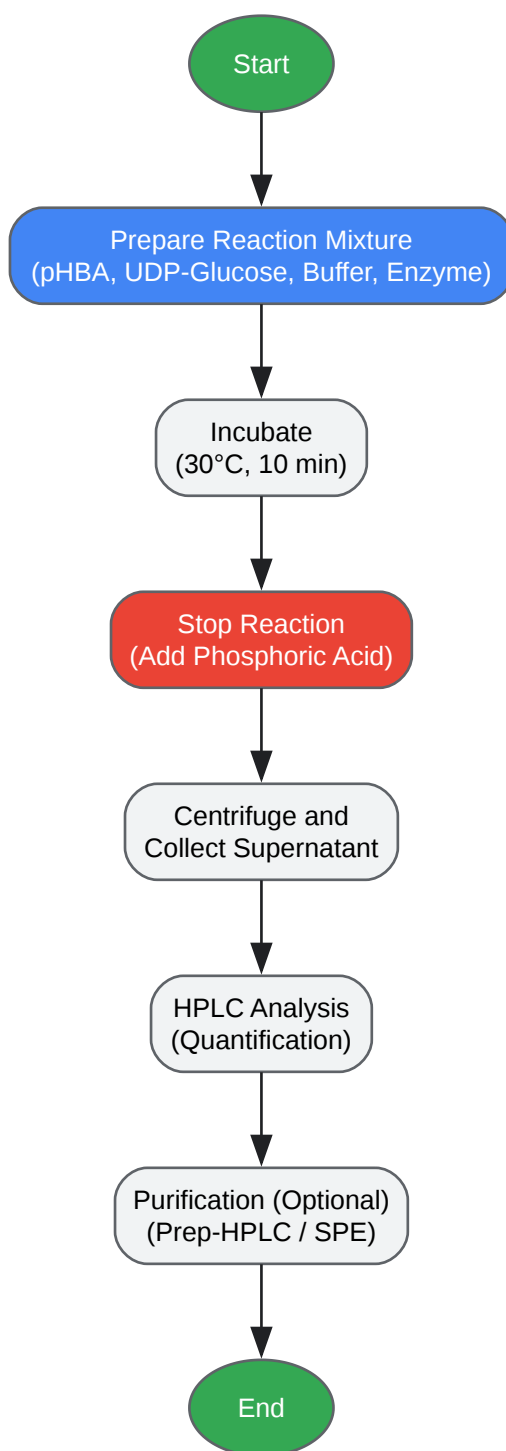 Start
Prepare Reaction Mixture
(pHBA, UDP-Glucose, Buffer, Enzyme)
Incubate
(30°C, 10 min)
Stop Reaction
(Add Phosphoric Acid)
Centrifuge and
Collect Supernatant
HPLC Analysis
(Quantification)
Purification (Optional)
(Prep-HPLC / SPE)
End